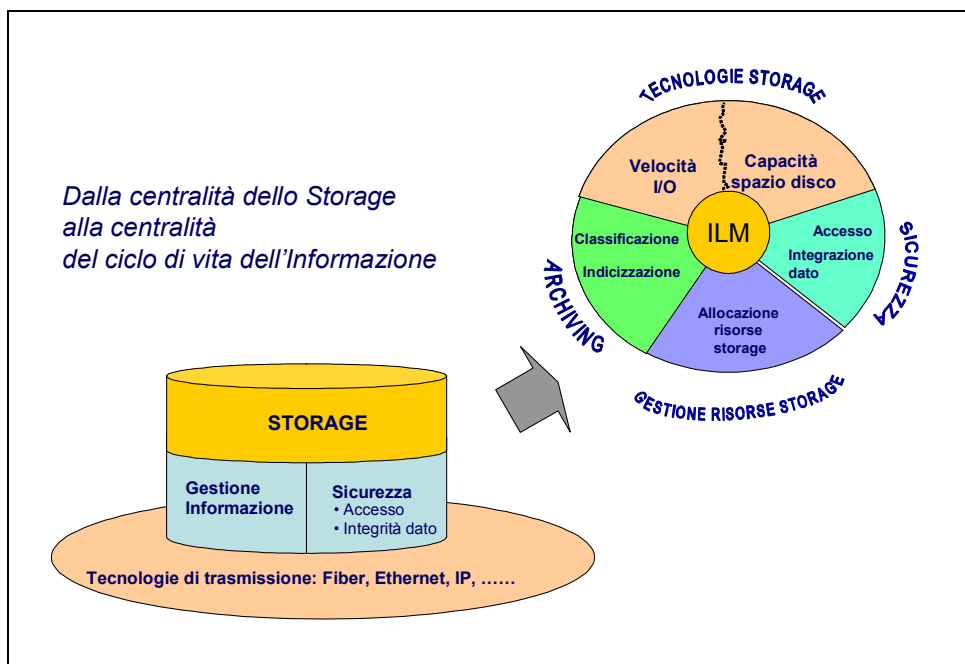 TECNOLOGIE STORAGE
Velocità
I/O
Capacità
spazio disco
Dalla centralità dello Storage
alla centralità
del ciclo di vita dell'Informazione
ILM
Classificazione
Indicizzazione
Accesso
Integrazione
dato
SICUREZZA
ARCHIVING
Allocazione
risorse
storage
GESTIONE RISORSE STORAGE
STORAGE
Gestione
Informazione
Sicurezza
• Accesso
• Integrità dato
Tecnologie di trasmissione: Fiber, Ethernet, IP, ……